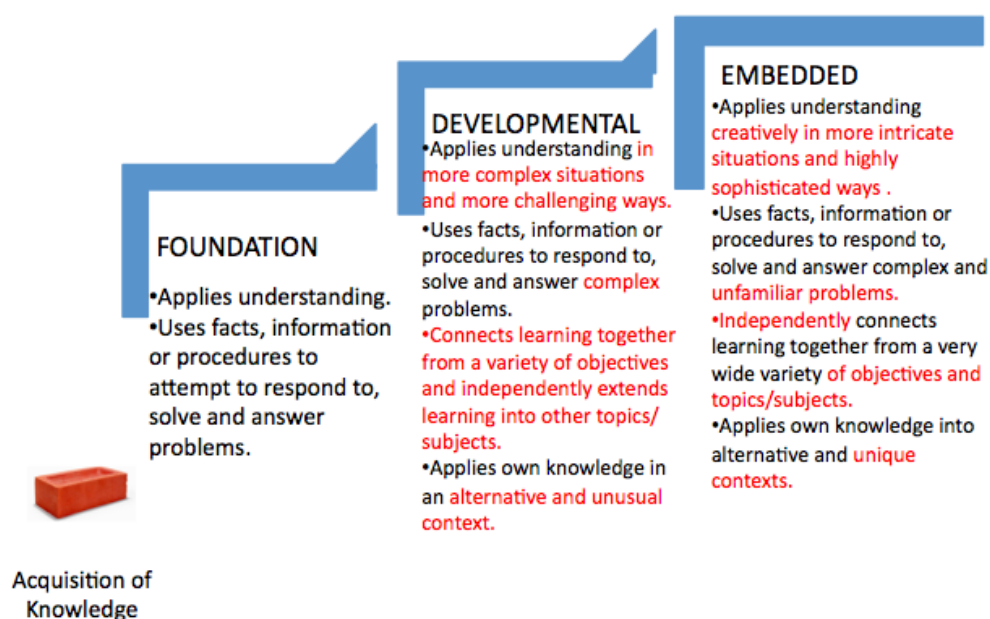 FOUNDATION
•Applies understanding.
•Uses facts, information
or procedures to
attempt to respond to,
solve and answer
problems.
DEVELOPMENTAL
•Applies understanding in
more complex situations
and more challenging ways.
•Uses facts, information or
procedures to respond to,
solve and answer complex
problems.
•Connects learning together
from a variety of objectives
and independently extends
learning into other topics/
subjects.
•Applies own knowledge in
an alternative and unusual
context.
EMBEDDED
•Applies understanding
creatively in more intricate
situations and highly
sophisticated ways .
•Uses facts, information or
procedures to respond to,
solve and answer complex and
unfamiliar problems.
•Independently connects
learning together from a very
wide variety of objectives and
topics/subjects.
•Applies own knowledge into
alternative and unique
contexts.
Acquisition of
Knowledge